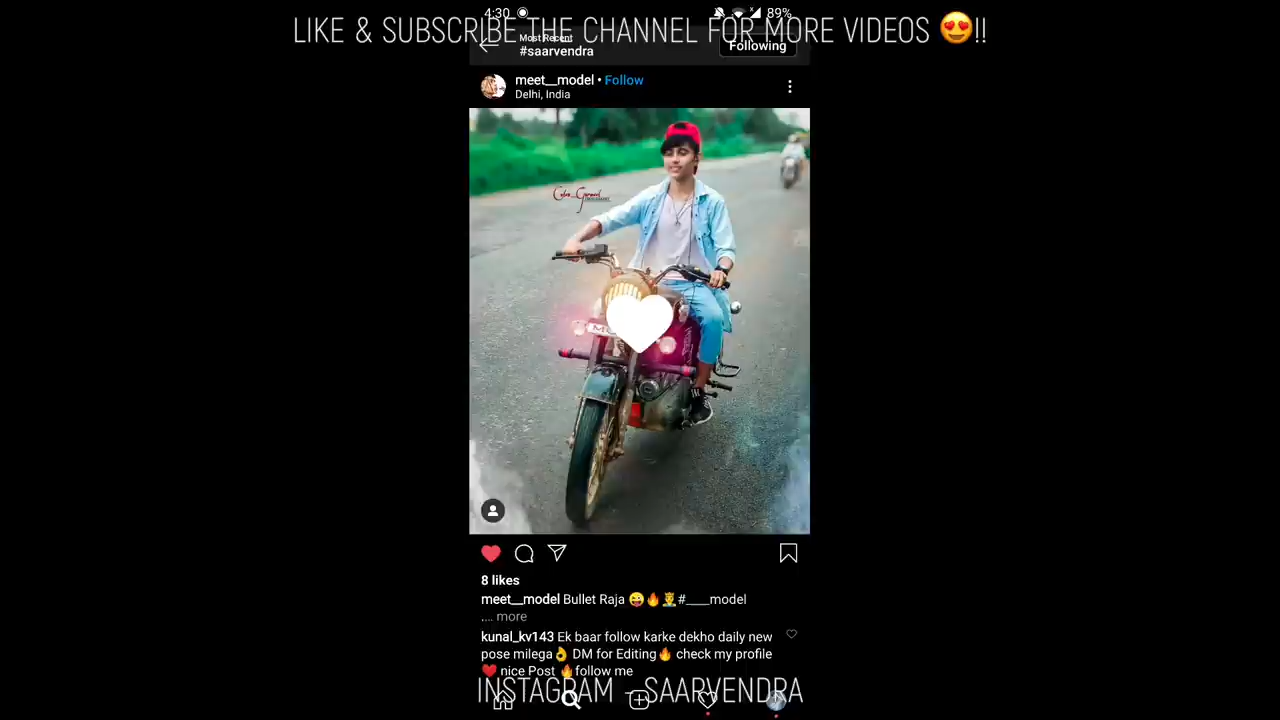 4:30
89%
LIKE & SUBSCRIBE THE CHANNEL FOR MORE VIDEOS 😍!!
Most Recent
#saarvendra
Following
meet__model • Follow
Delhi, India
8 likes
meet__model Bullet Raja 😜🔥🤴#____model
.... more
kunal_kv143 Ek baar follow karke dekho daily new
pose milega👌 DM for Editing🔥 check my profile
❤️ nice Post 🔥follow me
INSTAGRAM - SAARVENDRA